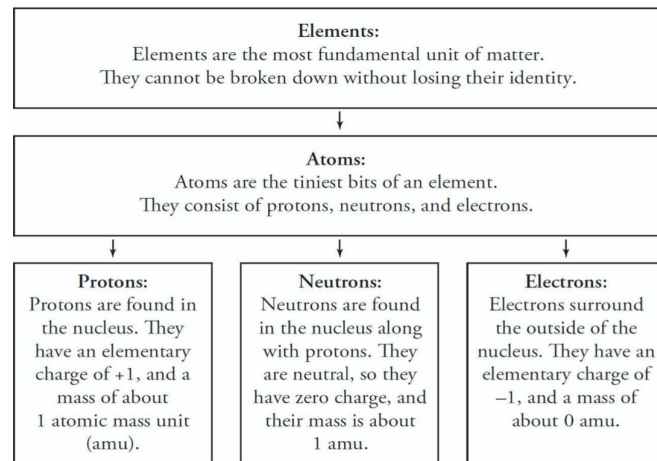 Elements:
Elements are the most fundamental unit of matter.
They cannot be broken down without losing their identity.
Atoms:
Atoms are the tiniest bits of an element.
They consist of protons, neutrons, and electrons.
Protons:
Protons are found in
the nucleus. They
have an elementary
charge of +1, and a
mass of about
1 atomic mass unit
(amu).
Neutrons:
Neutrons are found
in the nucleus along
with protons. They
are neutral, so they
have zero charge, and
their mass is about
1 amu.
Electrons:
Electrons surround
the outside of the
nucleus. They have an
elementary charge of
–1, and a mass of
about 0 amu.